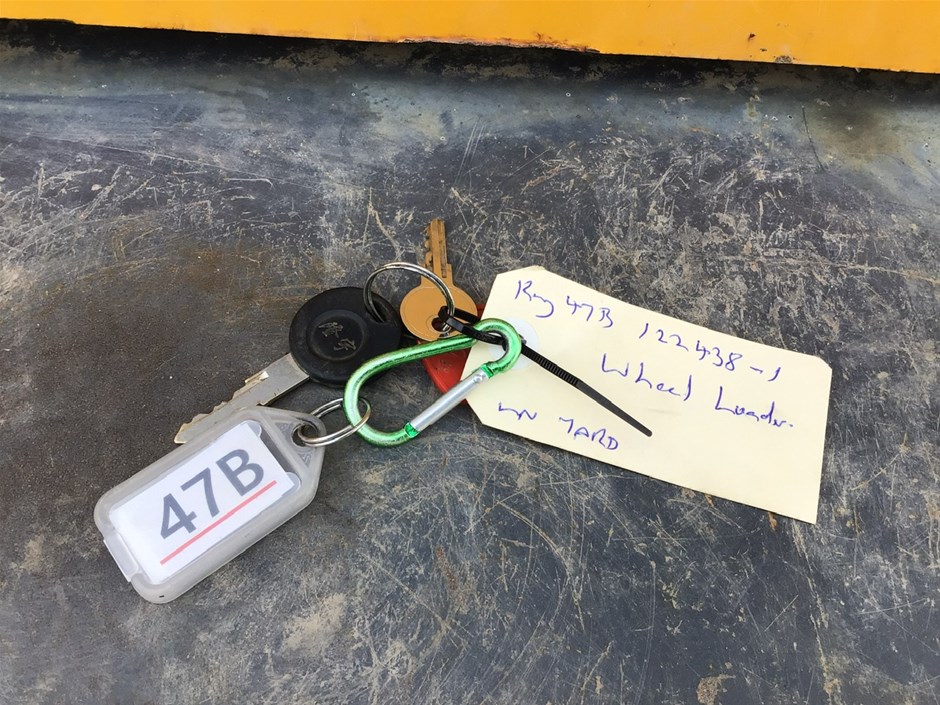 47B
Key 47B 122438-1
Wheel Loader.
IN YARD